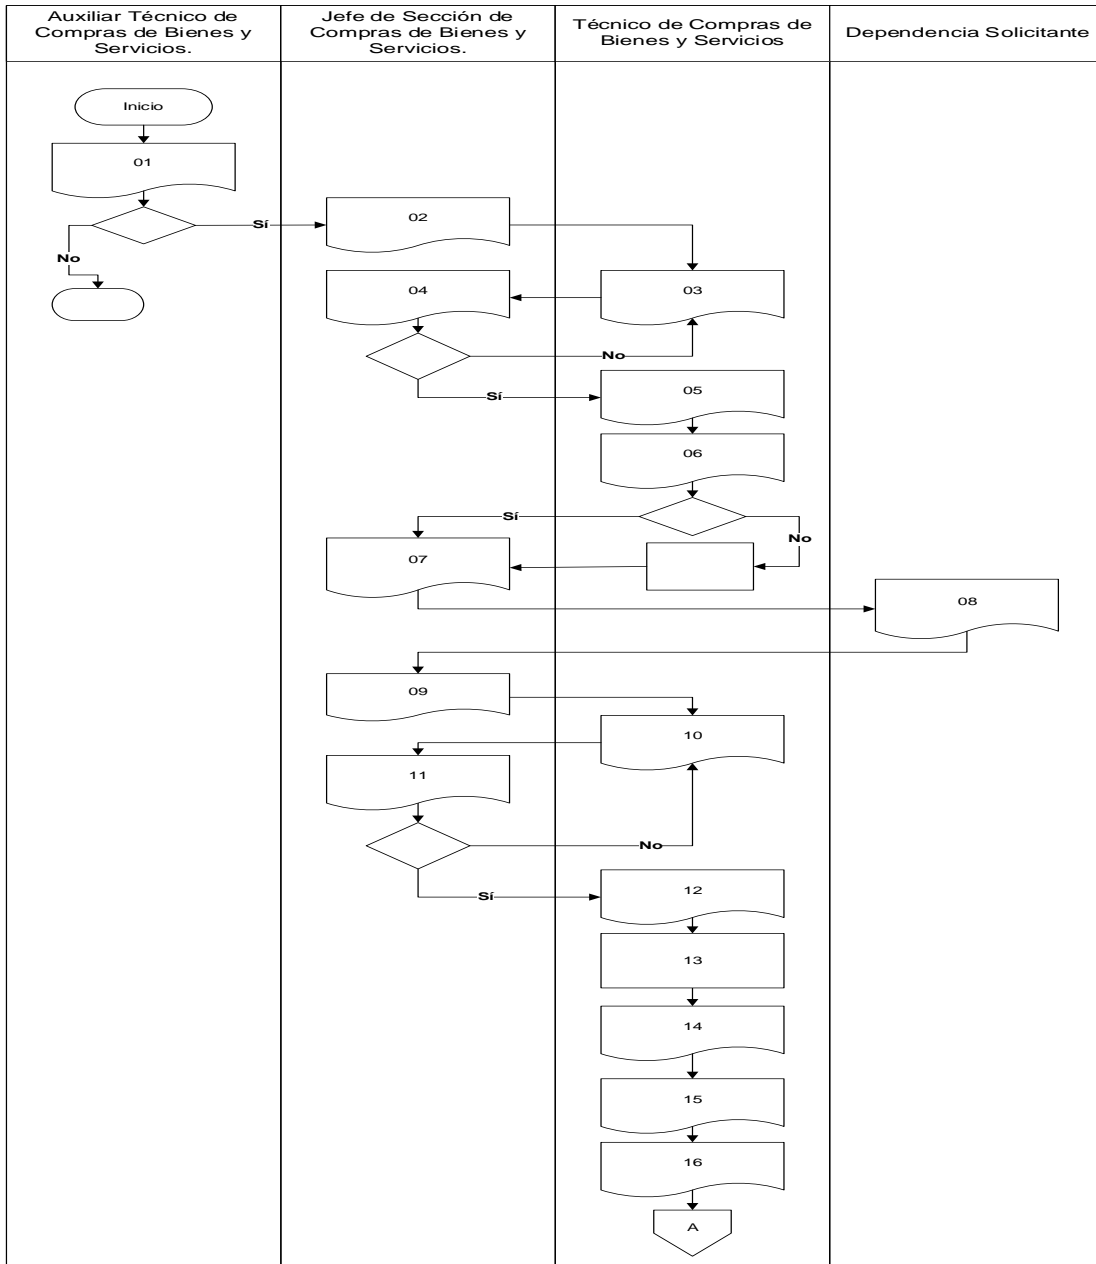 Auxiliar Técnico de
Compras de Bienes y
Servicios.
Jefe de Sección de
Compras de Bienes y
Servicios.
Técnico de Compras de
Bienes y Servicios
Dependencia Solicitante
Inicio
01
Sí
No
02
03
04
No
Sí
05
06
Sí
No
07
08
09
10
11
No
Sí
12
13
14
15
16
A